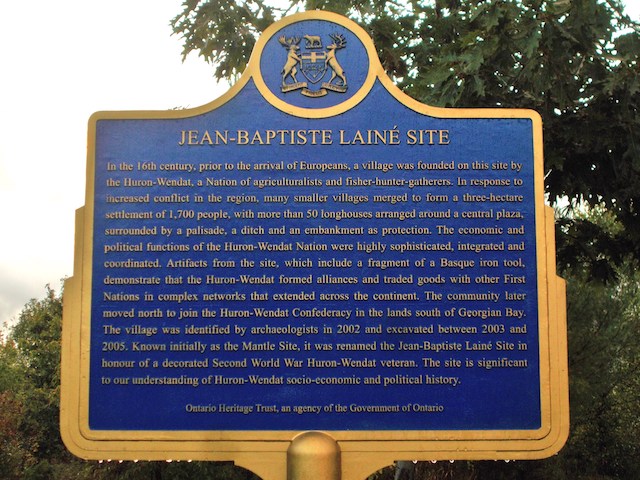 JEAN-BAPTISTE LAINÉ SITE
In the 16th century, prior to the arrival of Europeans, a village was founded on this site by
the Huron-Wendat, a Nation of agriculturalists and fisher-hunter-gatherers. In response to
increased conflict in the region, many smaller villages merged to form a three-hectare
settlement of 1,700 people, with more than 50 longhouses arranged around a central plaza,
surrounded by a palisade, a ditch and an embankment as protection. The economic and
political functions of the Huron-Wendat Nation were highly sophisticated, integrated and
coordinated. Artifacts from the site, which include a fragment of a Basque iron tool,
demonstrate that the Huron-Wendat formed alliances and traded goods with other First
Nations in complex networks that extended across the continent. The community later
moved north to join the Huron-Wendat Confederacy in the lands south of Georgian Bay.
The village was identified by archaeologists in 2002 and excavated between 2003 and
2005. Known initially as the Mantle Site, it was renamed the Jean-Baptiste Lainé Site in
honour of a decorated Second World War Huron-Wendat veteran. The site is significant
to our understanding of Huron-Wendat socio-economic and political history.
Ontario Heritage Trust, an agency of the Government of Ontario